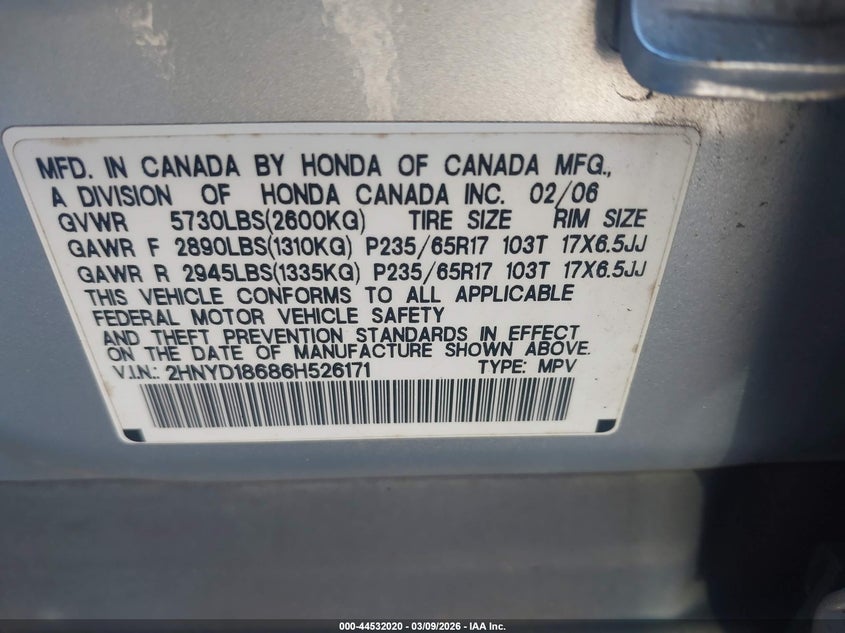 MFD. IN CANADA BY HONDA OF CANADA MFG.,
A DIVISION OF HONDA CANADA INC. 02/06
GVWR 5730LBS(2600KG) TIRE SIZE RIM SIZE
GAWR F 2890LBS(1310KG) P235/65R17 103T 17X6.5JJ
GAWR R 2945LBS(1335KG) P235/65R17 103T 17X6.5JJ
THIS VEHICLE CONFORMS TO ALL APPLICABLE
FEDERAL MOTOR VEHICLE SAFETY
AND THEFT PREVENTION STANDARDS IN EFFECT
ON THE DATE OF MANUFACTURE SHOWN ABOVE.
V.I.N.: 2HNYD18686H526171 TYPE: MPV
000-44532020 - 03/09/2026 - IAA Inc.